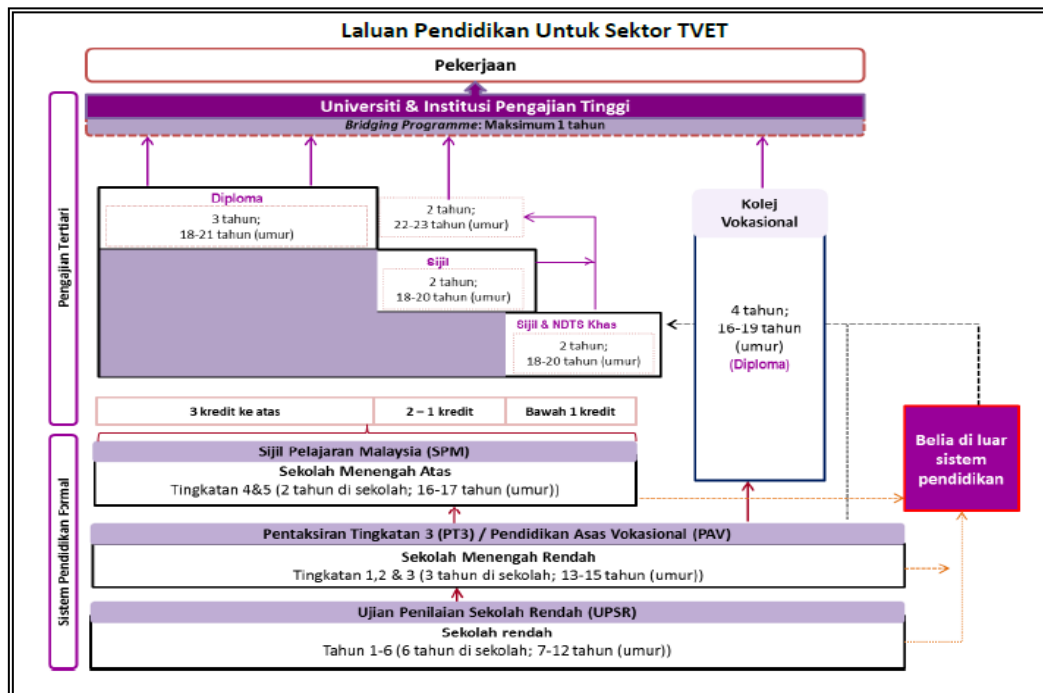 Laluan Pendidikan Untuk Sektor TVET
Pekerjaan
Universiti & Institusi Pengajian Tinggi
Bridging Programme: Maksimum 1 tahun
Pengajian Tertiari
Diploma
3 tahun;
18-21 tahun (umur)
2 tahun;
22-23 tahun (umur)
Sijil
2 tahun;
18-20 tahun (umur)
Sijil & NDTS Khas
2 tahun;
18-20 tahun (umur)
Kolej
Vokasional
4 tahun;
16-19 tahun
(umur)
(Diploma)
3 kredit ke atas
2 – 1 kredit
Bawah 1 kredit
Belia di luar
sistem
pendidikan
Sistem Pendidikan Formal
Sijil Pelajaran Malaysia (SPM)
Sekolah Menengah Atas
Tingkatan 4&5 (2 tahun di sekolah; 16-17 tahun (umur))
Pentaksiran Tingkatan 3 (PT3) / Pendidikan Asas Vokasional (PAV)
Sekolah Menengah Rendah
Tingkatan 1,2 & 3 (3 tahun di sekolah; 13-15 tahun (umur))
Ujian Penilaian Sekolah Rendah (UPSR)
Sekolah rendah
Tahun 1-6 (6 tahun di sekolah; 7-12 tahun (umur))